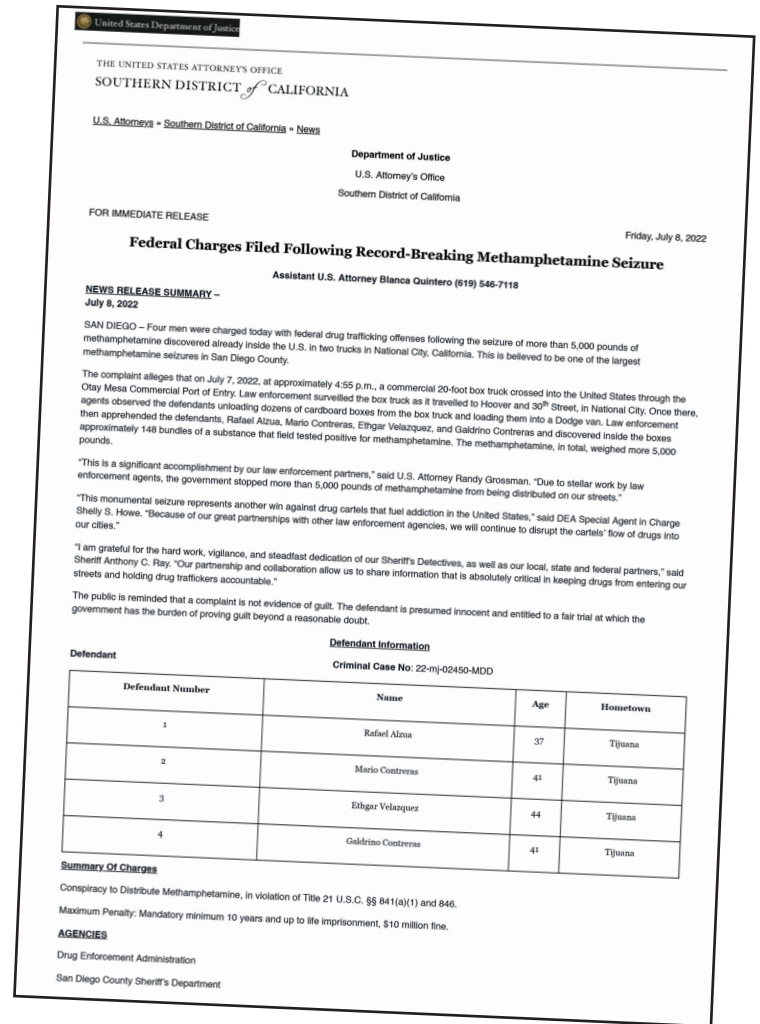 United States Department of Justice
THE UNITED STATES ATTORNEY'S OFFICE
SOUTHERN DISTRICT of CALIFORNIA
U.S. Attorneys » Southern District of California » News
Department of Justice
U.S. Attorney's Office
Southern District of California
FOR IMMEDIATE RELEASE
Friday, July 8, 2022
Federal Charges Filed Following Record-Breaking Methamphetamine Seizure
Assistant U.S. Attorney Blanca Quintero (619) 546-7118
NEWS RELEASE SUMMARY –
July 8, 2022
SAN DIEGO – Four men were charged today with federal drug trafficking offenses following the seizure of more than 5,000 pounds of
methamphetamine discovered already inside the U.S. in two trucks in National City, California. This is believed to be one of the largest
methamphetamine seizures in San Diego County.
The complaint alleges that on July 7, 2022, at approximately 4:55 p.m., a commercial 20-foot box truck crossed into the United States through the
Otay Mesa Commercial Port of Entry. Law enforcement surveilled the box truck as it travelled to Hoover and 30th Street, in National City. Once there,
agents observed the defendants unloading dozens of cardboard boxes from the box truck and loading them into a Dodge van. Law enforcement
then apprehended the defendants, Rafael Alzua, Mario Contreras, Ethgar Velazquez, and Galdrino Contreras and discovered inside the boxes
approximately 148 bundles of a substance that field tested positive for methamphetamine. The methamphetamine, in total, weighed more 5,000
pounds.
"This is a significant accomplishment by our law enforcement partners," said U.S. Attorney Randy Grossman. "Due to stellar work by law
enforcement agents, the government stopped more than 5,000 pounds of methamphetamine from being distributed on our streets."
"This monumental seizure represents another win against drug cartels that fuel addiction in the United States," said DEA Special Agent in Charge
Shelly S. Howe. "Because of our great partnerships with other law enforcement agencies, we will continue to disrupt the cartels' flow of drugs into
our cities."
"I am grateful for the hard work, vigilance, and steadfast dedication of our Sheriff's Detectives, as well as our local, state and federal partners," said
Sheriff Anthony C. Ray. "Our partnership and collaboration allow us to share information that is absolutely critical in keeping drugs from entering our
streets and holding drug traffickers accountable."
The public is reminded that a complaint is not evidence of guilt. The defendant is presumed innocent and entitled to a fair trial at which the
government has the burden of proving guilt beyond a reasonable doubt.
Defendant Information
Defendant
Criminal Case No: 22-mj-02450-MDD
Defendant Number Name Age Hometown
1 Rafael Alzua 37 Tijuana
2 Mario Contreras 41 Tijuana
3 Ethgar Velazquez 44 Tijuana
4 Galdrino Contreras 41 Tijuana
Summary Of Charges
Conspiracy to Distribute Methamphetamine, in violation of Title 21 U.S.C. §§ 841(a)(1) and 846.
Maximum Penalty: Mandatory minimum 10 years and up to life imprisonment, $10 million fine.
AGENCIES
Drug Enforcement Administration
San Diego County Sheriff's Department